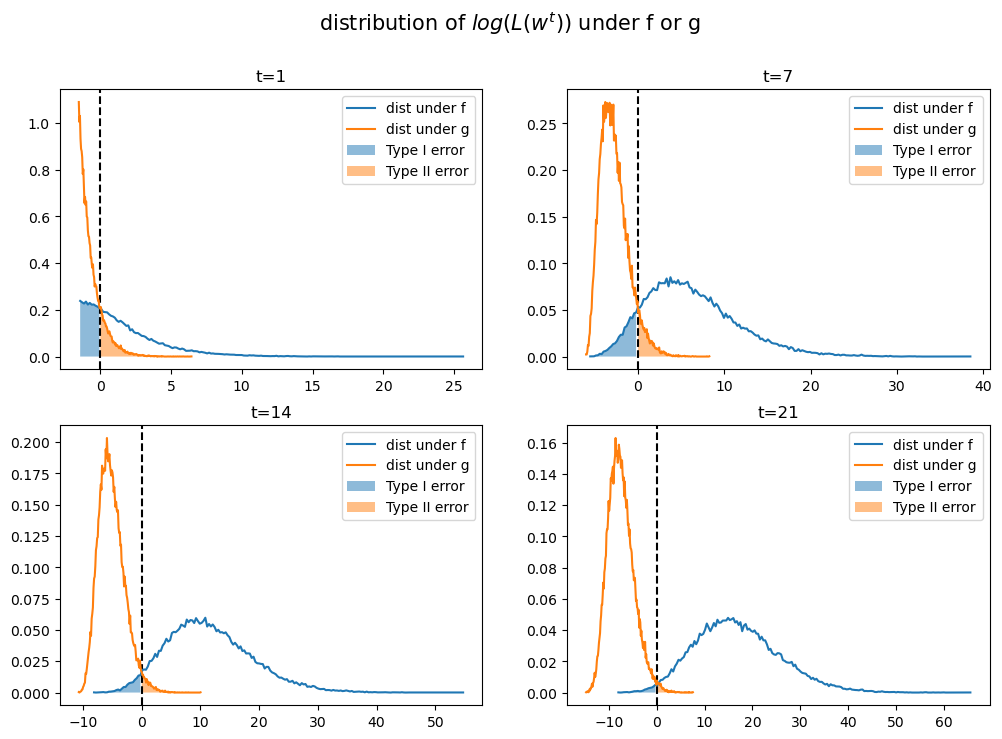 distribution of log(L(w^t)) under f or g
t=1
1.0
0.8
0.6
0.4
0.2
0.0
0 5 10 15 20 25
dist under f
dist under g
Type I error
Type II error
t=7
0.25
0.20
0.15
0.10
0.05
0.00
0 10 20 30 40
dist under f
dist under g
Type I error
Type II error
t=14
0.200
0.175
0.150
0.125
0.100
0.075
0.050
0.025
0.000
−10 0 10 20 30 40 50
dist under f
dist under g
Type I error
Type II error
t=21
0.16
0.14
0.12
0.10
0.08
0.06
0.04
0.02
0.00
−10 0 10 20 30 40 50 60
dist under f
dist under g
Type I error
Type II error